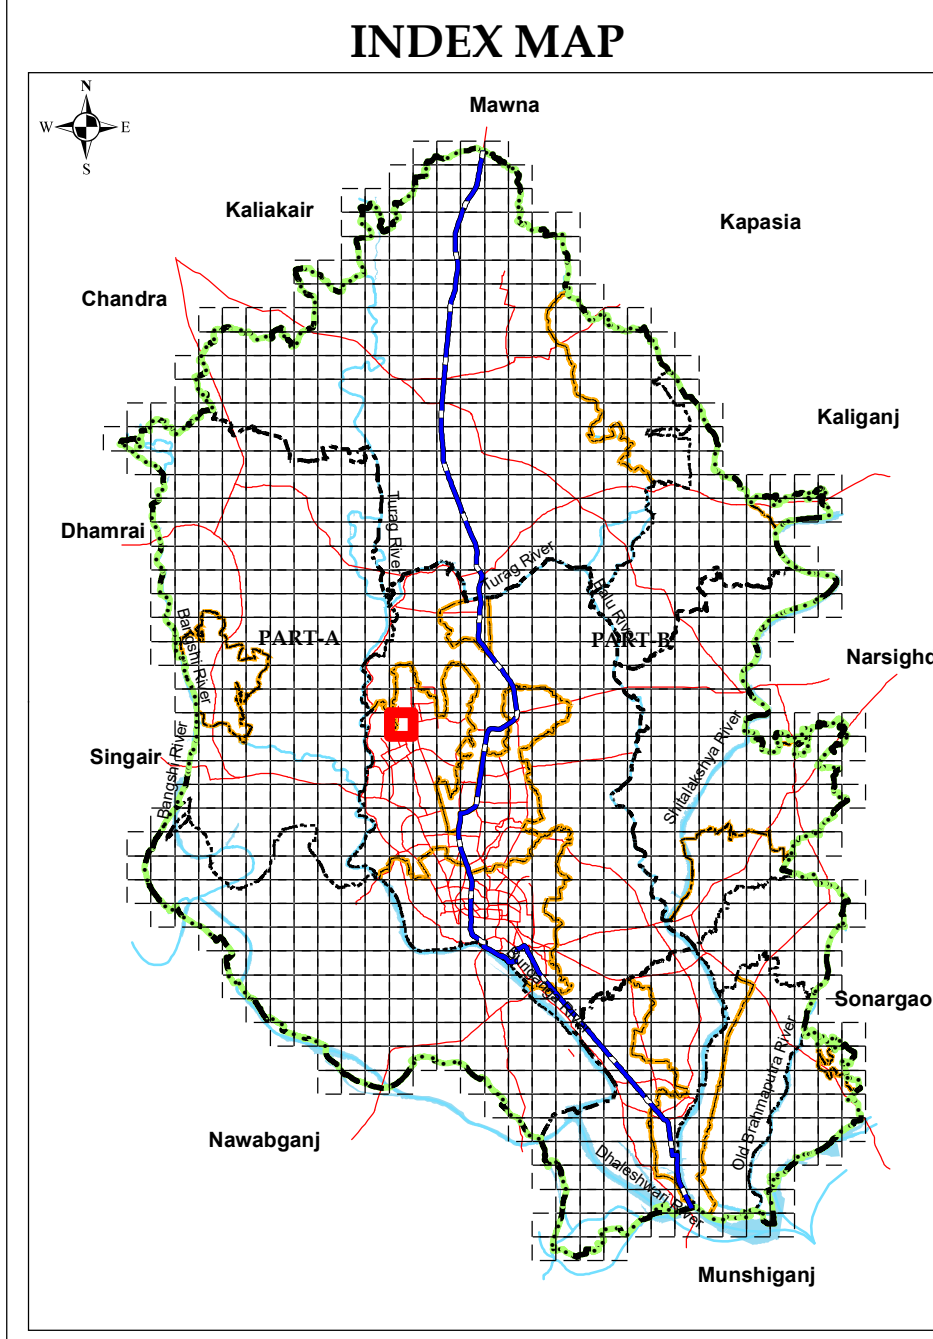 INDEX MAP
N
W
E
S
Mawna
Kaliakair
Kapasia
Chandra
Kaliganj
Dhamrai
Turag River
Turag River
Balu River
Bangshi River
PART-A
PART-B
Narsighd
Shitalakshya River
Bangshi River
Singair
Buriganga River
Sonargao
Old Brahmaputra River
Nawabganj
Dhaleshwari River
Munshiganj